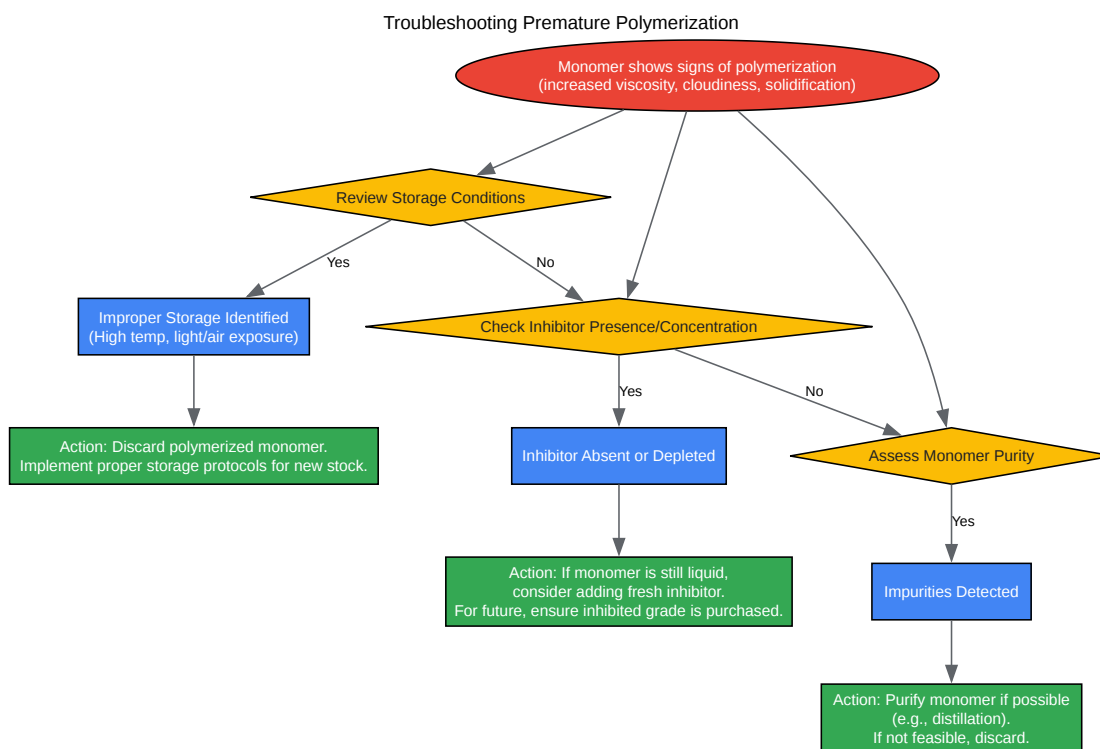 Troubleshooting Premature Polymerization
Monomer shows signs of polymerization
(increased viscosity, cloudiness, solidification)
Review Storage Conditions
Yes
No
Improper Storage Identified
(High temp, light/air exposure)
Check Inhibitor Presence/Concentration
Yes
No
Action: Discard polymerized monomer.
Implement proper storage protocols for new stock.
Inhibitor Absent or Depleted
Assess Monomer Purity
Yes
Action: If monomer is still liquid,
consider adding fresh inhibitor.
For future, ensure inhibited grade is purchased.
Impurities Detected
Action: Purify monomer if possible
(e.g., distillation).
If not feasible, discard.